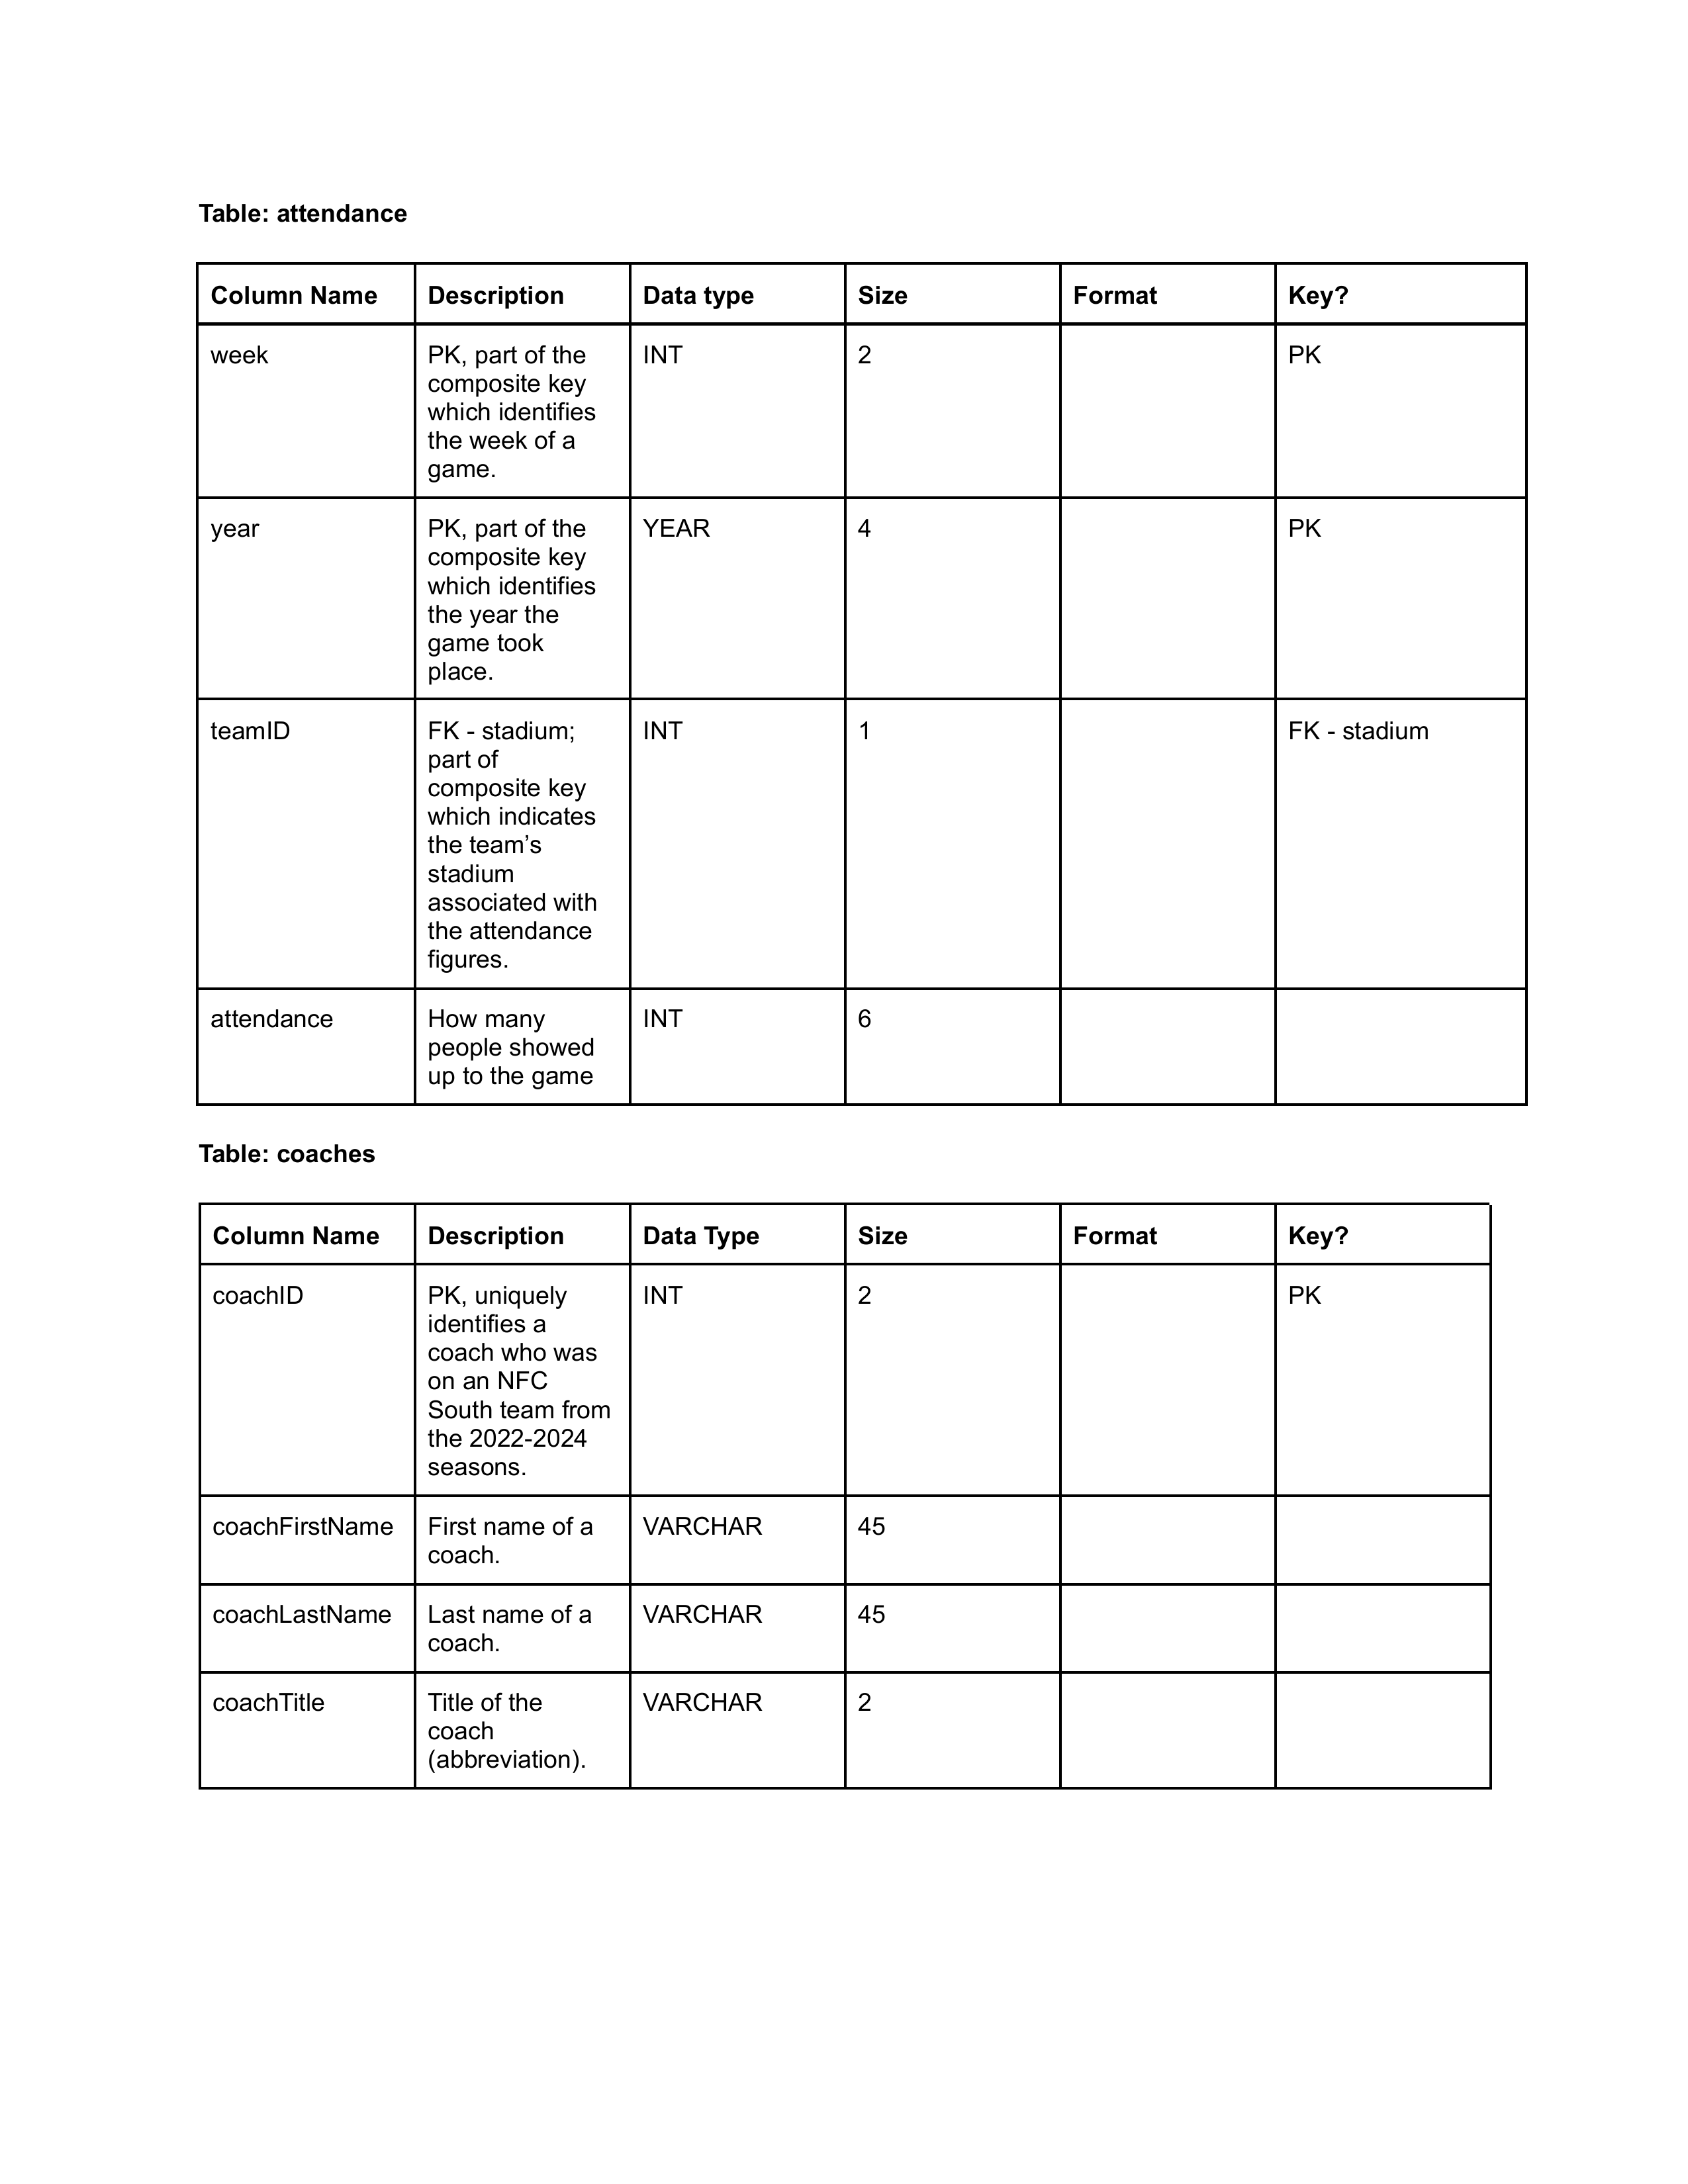 Table: attendance
Column Name Description Data type Size Format Key?
week PK, part of the INT 2 PK
composite key
which identifies
the week of a
game.
year PK, part of the YEAR 4 PK
composite key
which identifies
the year the
game took
place.
teamID FK - stadium; INT 1 FK - stadium
part of
composite key
which indicates
the team’s
stadium
associated with
the attendance
figures.
attendance How many INT 6
people showed
up to the game
Table: coaches
Column Name Description Data Type Size Format Key?
coachID PK, uniquely INT 2 PK
identifies a
coach who was
on an NFC
South team from
the 2022-2024
seasons.
coachFirstName First name of a VARCHAR 45
coach.
coachLastName Last name of a VARCHAR 45
coach.
coachTitle Title of the VARCHAR 2
coach
(abbreviation).